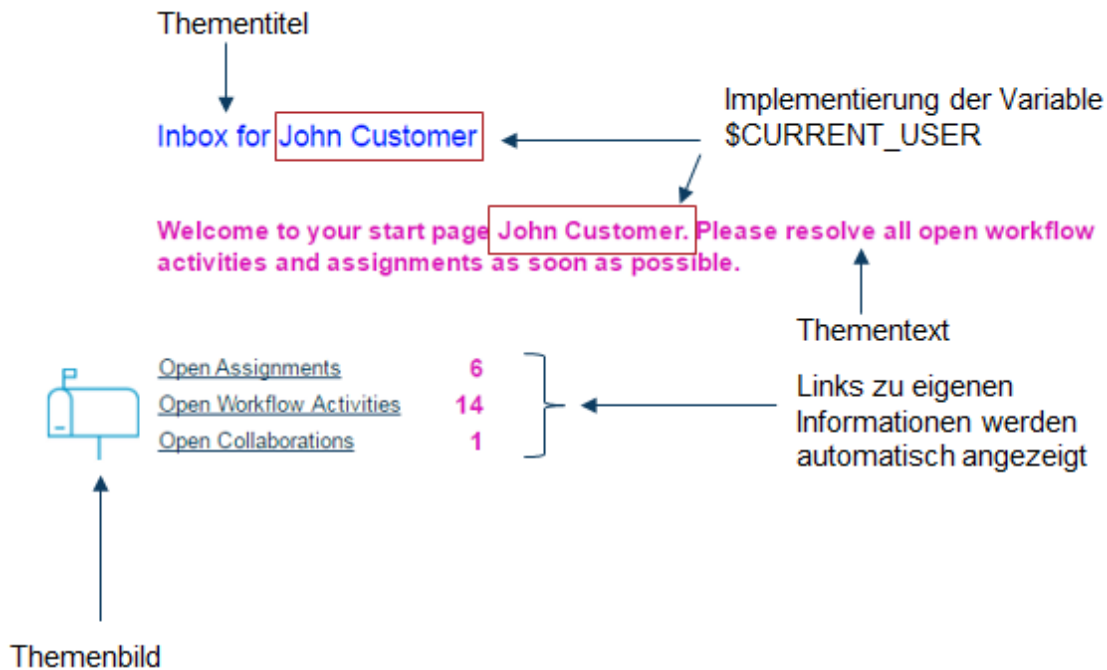 Thementitel
Implementierung der Variable
$CURRENT_USER
Inbox for John Customer
Welcome to your start page John Customer. Please resolve all open workflow
activities and assignments as soon as possible.
Thementext
Open Assignments 6
Open Workflow Activities 14
Open Collaborations 1
Links zu eigenen
Informationen werden
automatisch angezeigt
Themenbild